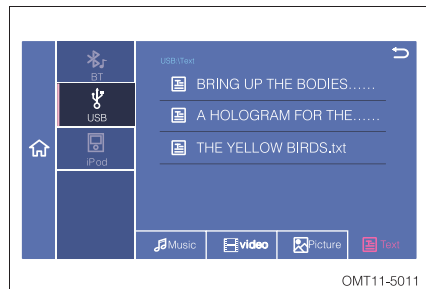 BT
USB
iPod
USB:\Text
BRING UP THE BODIES......
A HOLOGRAM FOR THE......
THE YELLOW BIRDS.txt
Music
video
Picture
Text
OMT11-5011